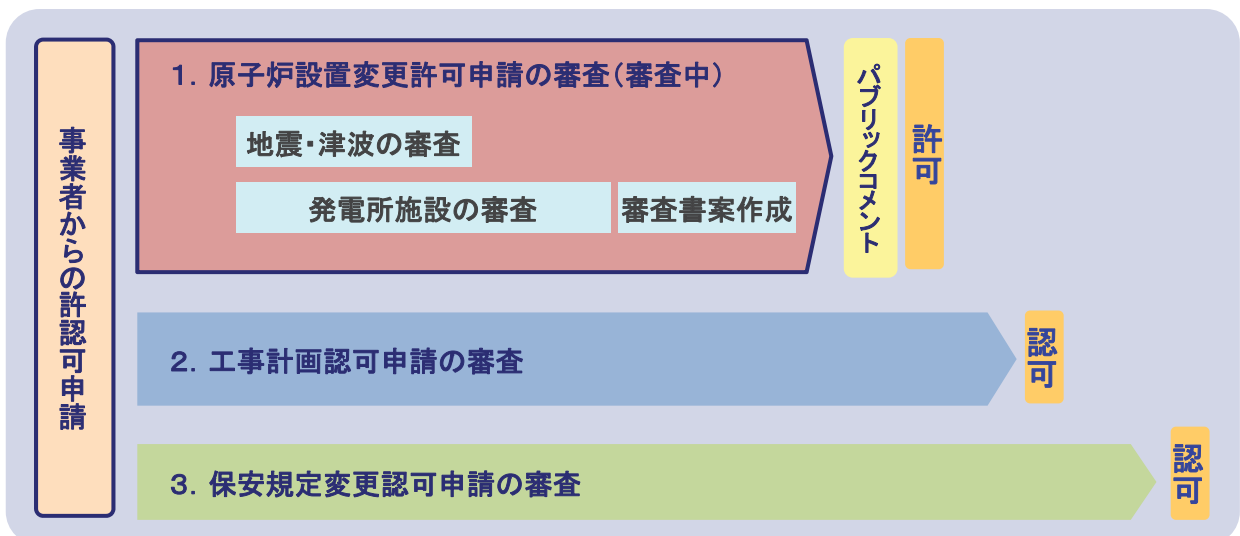 事業者からの許認可申請
1．原子炉設置変更許可申請の審査（審査中）
地震・津波の審査
発電所施設の審査
審査書案作成
パブリックコメント
許可
2．工事計画認可申請の審査
認可
3．保安規定変更認可申請の審査
認可